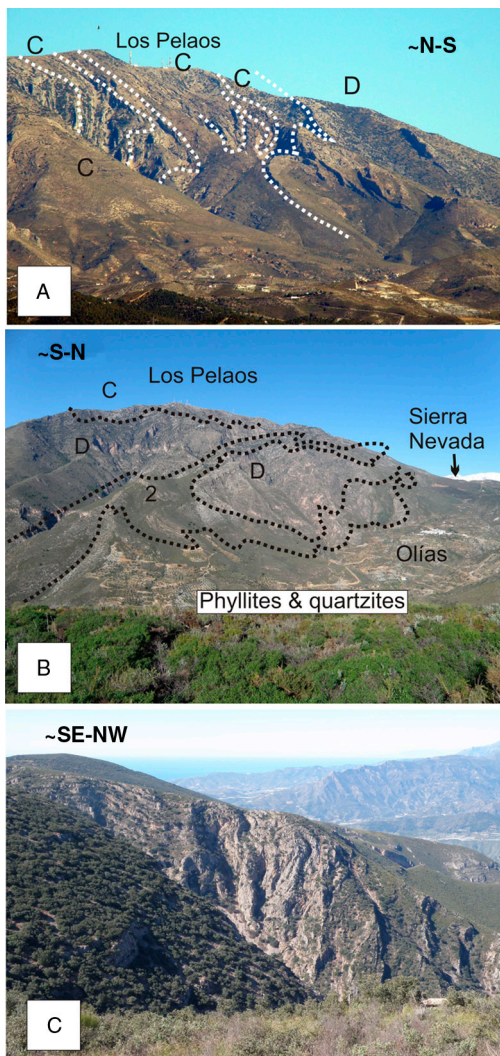 Los Pelaos
~N-S
C
C
C
D
C
A
~S-N
C
Los Pelaos
Sierra
Nevada
D
D
2
Olías
Phyllites & quartzites
B
~SE-NW
C